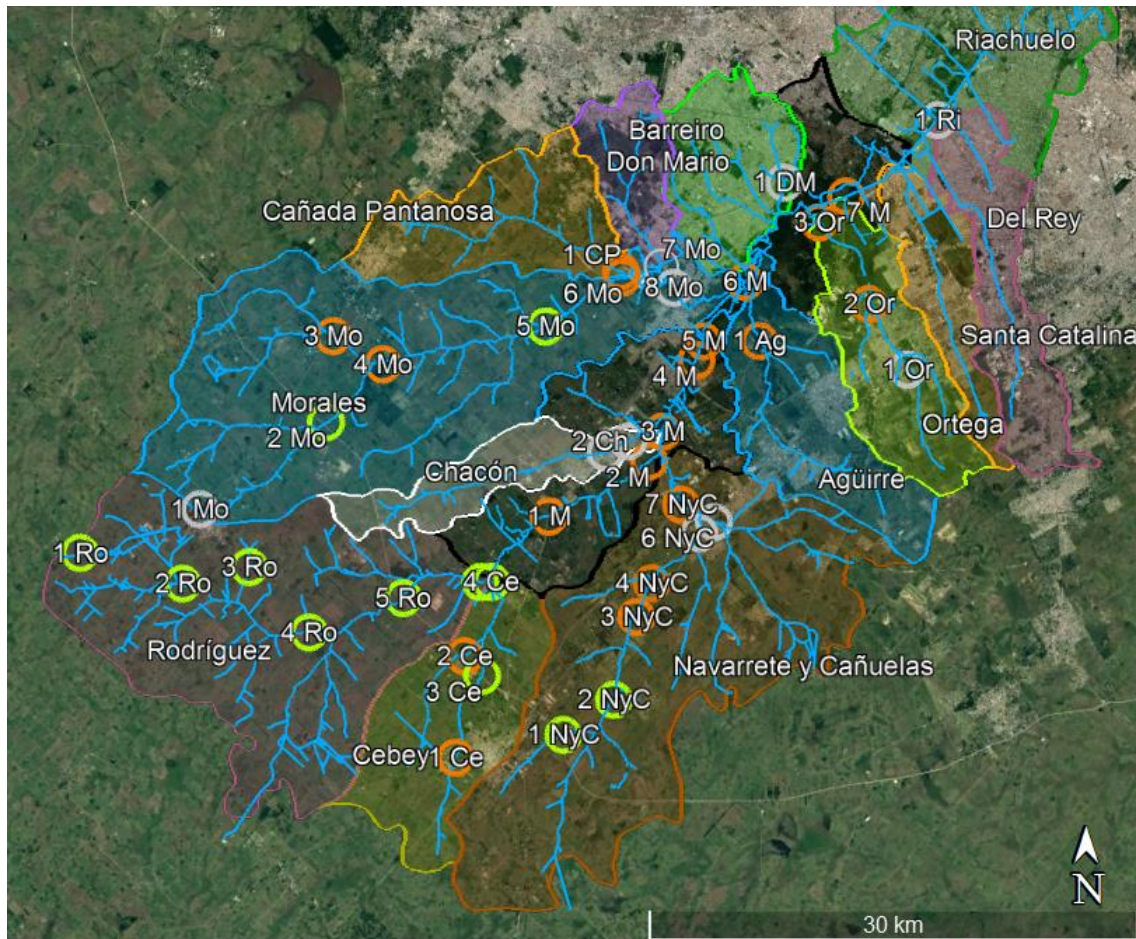 Riachuelo
1 Ri
Barreiro
Don Mario
1 DM
Cañada Pantanosa
7 M
3 Or
Del Rey
1 CP
7 Mo
6 Mo
8 Mo
6 M
2 Or
3 Mo
5 Mo
5 M
1 Ag
Santa Catalina
4 Mo
4 M
1 Or
Morales
2 Mo
3 M
2 Ch
Ortega
Chacón
2 M
Agüirre
1 Mo
1 M
7 NyC
6 NyC
1 Ro
3 Ro
2 Ro
4 Ce
4 NyC
5 Ro
3 NyC
4 Ro
Rodríguez
2 Ce
Navarrete y Cañuelas
3 Ce
2 NyC
1 NyC
Cebey
1 Ce
N
30 km